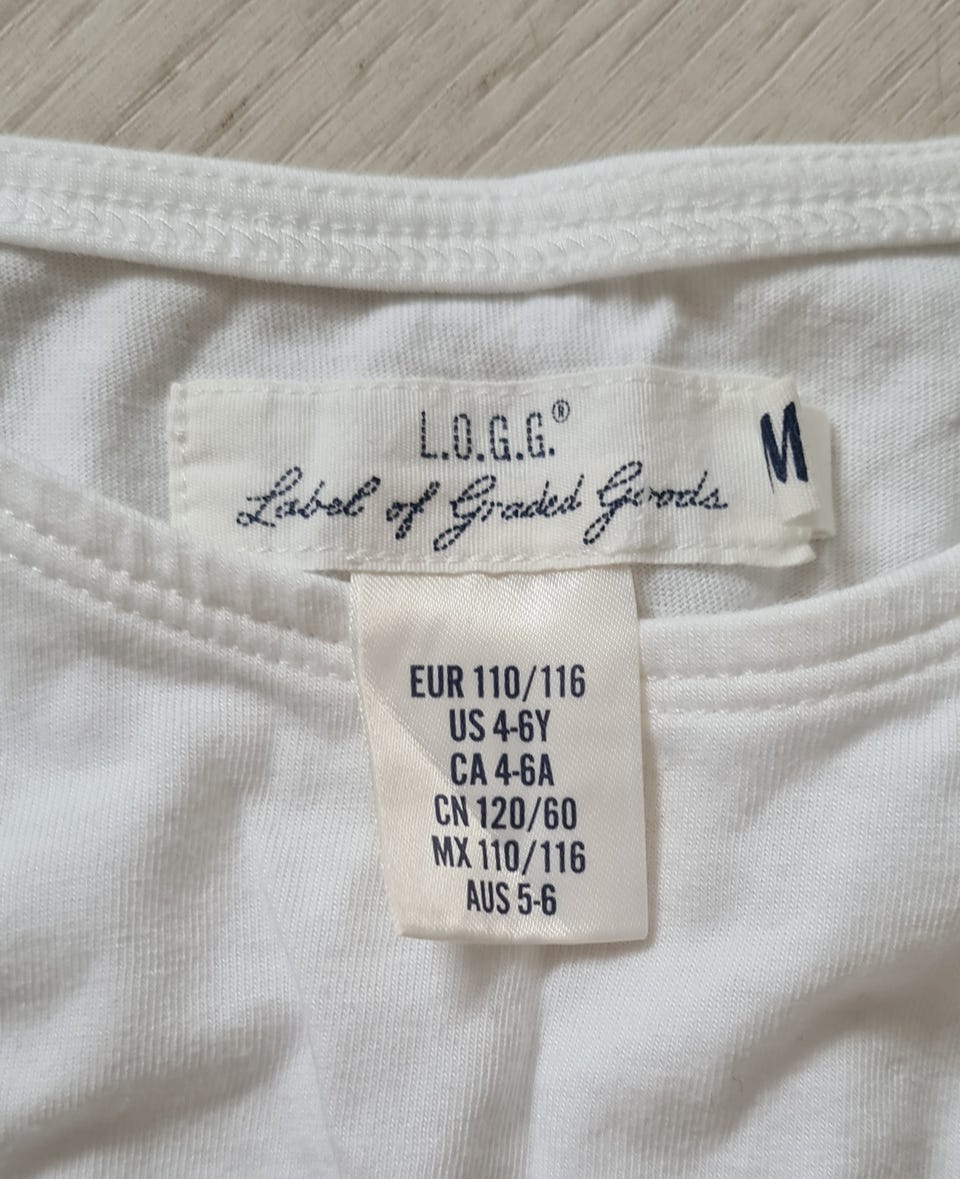 L.O.G.G.®
Label of Graded Goods
M
EUR 110/116
US 4-6Y
CA 4-6A
CN 120/60
MX 110/116
AUS 5-6